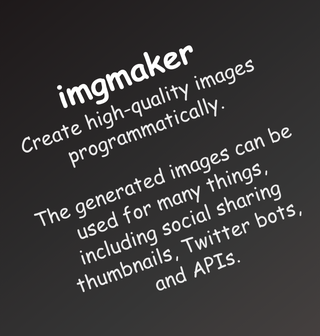 imgmaker
Create high-quality images
programmatically.
The generated images can be
used for many things,
including social sharing
thumbnails, Twitter bots,
and APIs.